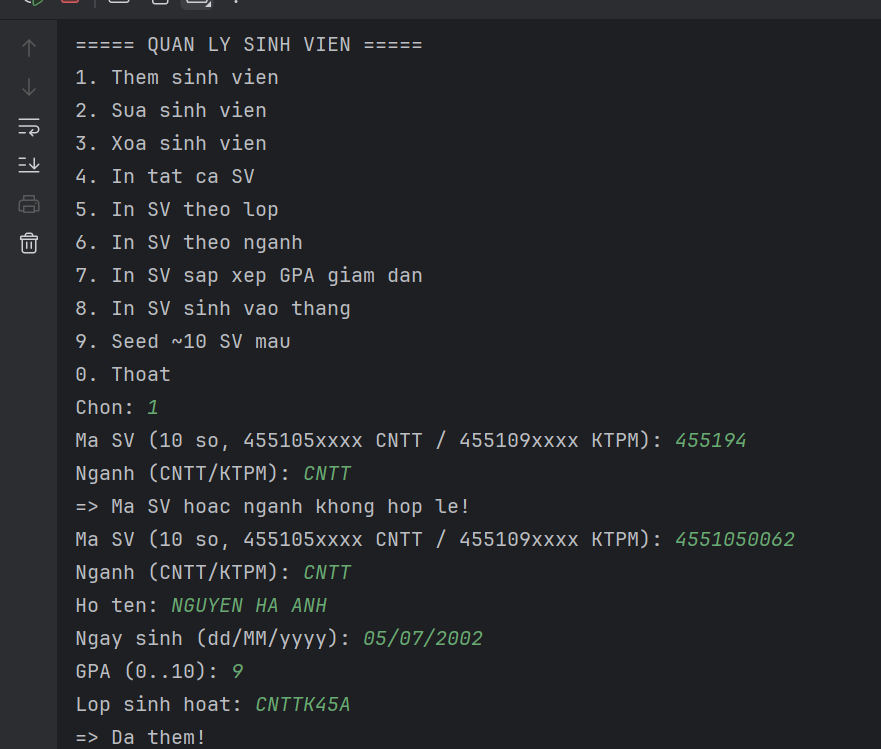 ===== QUAN LY SINH VIEN =====
1. Them sinh vien
2. Sua sinh vien
3. Xoa sinh vien
4. In tat ca SV
5. In SV theo lop
6. In SV theo nganh
7. In SV sap xep GPA giam dan
8. In SV sinh vao thang
9. Seed ~10 SV mau
0. Thoat
Chon: 1
Ma SV (10 so, 455105xxxx CNTT / 455109xxxx KTPM): 455194
Nganh (CNTT/KTPM): CNTT
=> Ma SV hoac nganh khong hop le!
Ma SV (10 so, 455105xxxx CNTT / 455109xxxx KTPM): 4551050062
Nganh (CNTT/KTPM): CNTT
Ho ten: NGUYEN HA ANH
Ngay sinh (dd/MM/yyyy): 05/07/2002
GPA (0..10): 9
Lop sinh hoat: CNTTK45A
=> Da them!